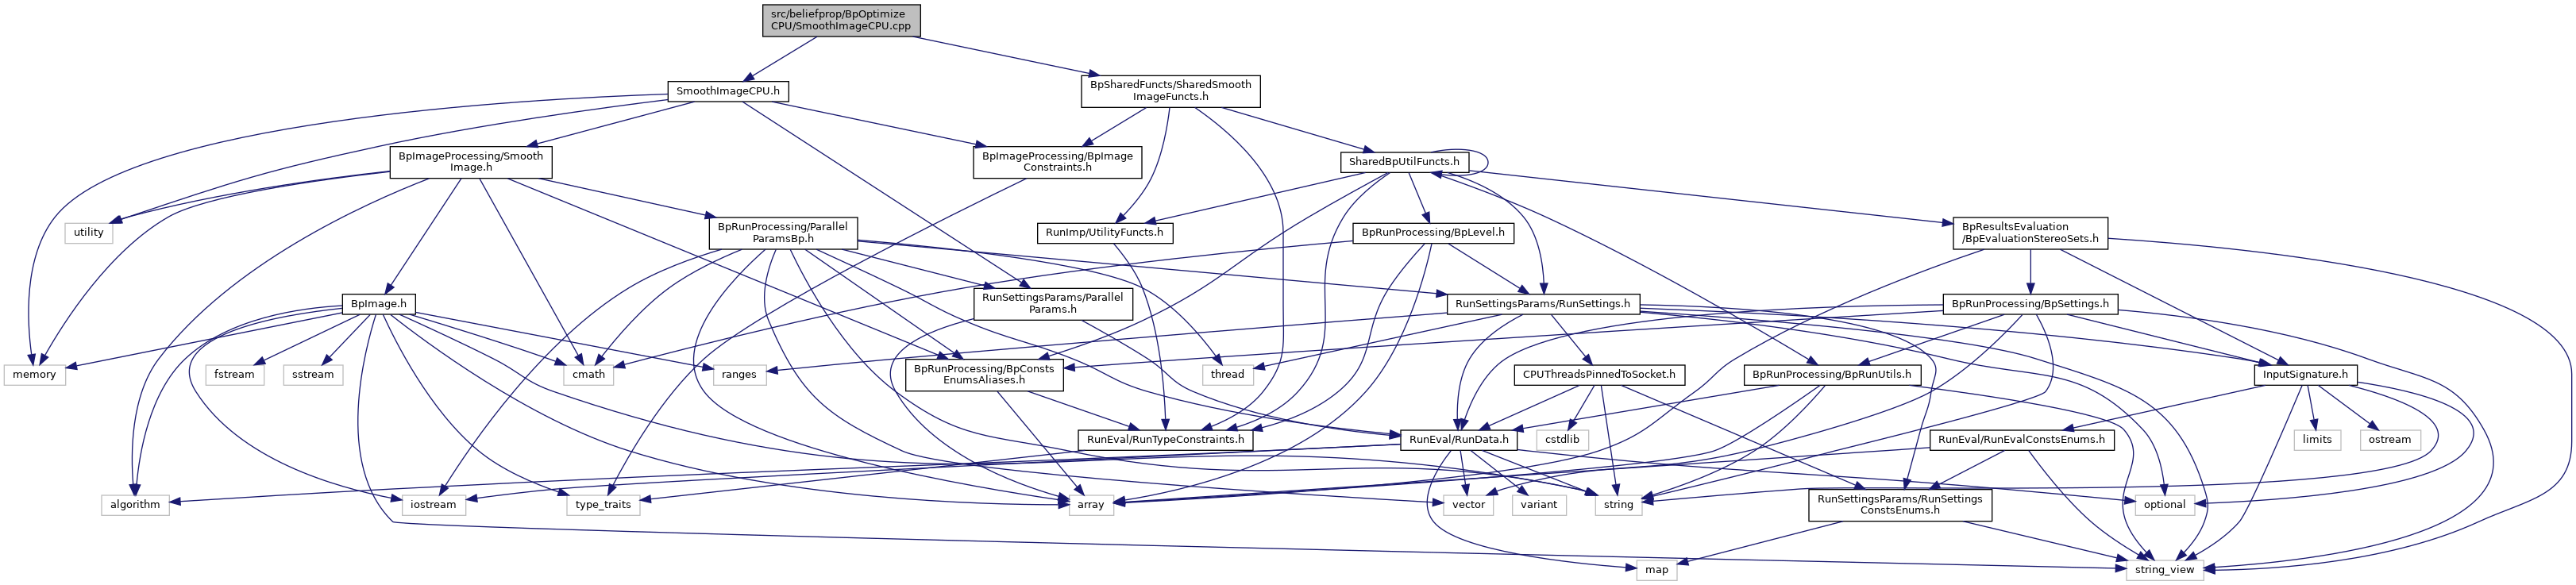 src/beliefprop/BpOptimize
CPU/SmoothImageCPU.cpp
SmoothImageCPU.h
BpSharedFuncts/SharedSmooth
ImageFuncts.h
BpImageProcessing/Smooth
Image.h
BpImageProcessing/BpImage
Constraints.h
SharedBpUtilFuncts.h
utility
BpRunProcessing/Parallel
ParamsBp.h
RunImp/UtilityFuncts.h
BpRunProcessing/BpLevel.h
BpResultsEvaluation
/BpEvaluationStereoSets.h
BpImage.h
RunSettingsParams/Parallel
Params.h
RunSettingsParams/RunSettings.h
BpRunProcessing/BpSettings.h
memory
fstream
sstream
cmath
ranges
BpRunProcessing/BpConsts
EnumsAliases.h
thread
CPUThreadsPinnedToSocket.h
BpRunProcessing/BpRunUtils.h
InputSignature.h
RunEval/RunTypeConstraints.h
RunEval/RunData.h
cstdlib
RunEval/RunEvalConstsEnums.h
limits
ostream
algorithm
iostream
type_traits
array
vector
variant
string
RunSettingsParams/RunSettings
ConstsEnums.h
optional
map
string_view